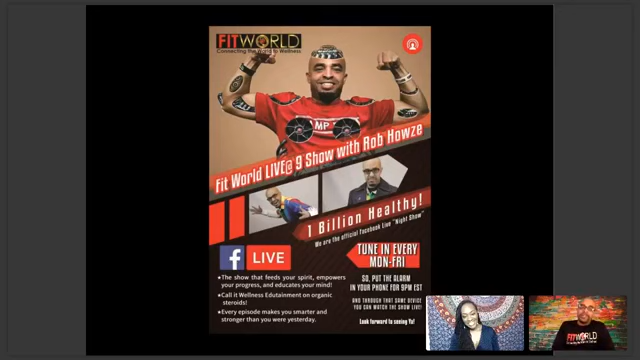 FITWORLD
Connecting the World to Wellness
MP
Fit World LIVE@ 9 Show with Rob Howze
1 Billion Healthy!
We are the official Facebook Live "Night Show"
f LIVE
TUNE IN EVERY
MON-FRI
★The show that feeds your spirit, empowers
your progress, and educates your mind!
★Call it Wellness Edutainment on organic
steroids!
★Every episode makes you smarter and
stronger than you were yesterday.
SO, PUT THE ALARM
IN YOUR PHONE FOR 9PM EST
AND THROUGH THAT SAME DEVICE
YOU CAN WATCH THE SHOW LIVE!
Look forward to seeing Ya!
FITWORLD